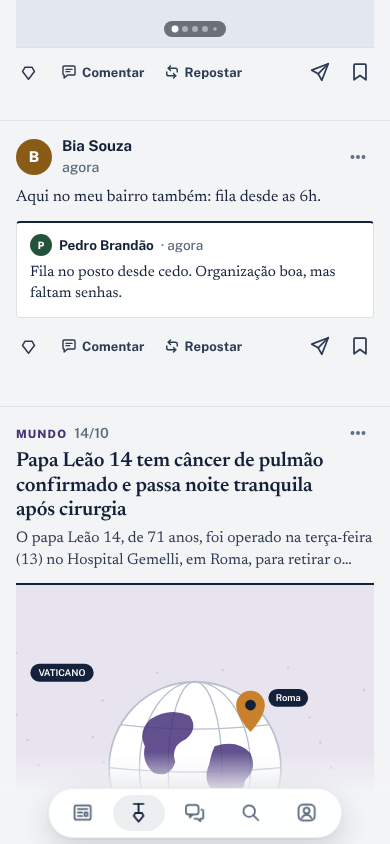 Comentar
Repostar
B
Bia Souza
agora
Aqui no meu bairro também: fila desde as 6h.
P
Pedro Brandão · agora
Fila no posto desde cedo. Organização boa, mas
faltam senhas.
Comentar
Repostar
MUNDO 14/10
Papa Leão 14 tem câncer de pulmão
confirmado e passa noite tranquila
após cirurgia
O papa Leão 14, de 71 anos, foi operado na terça-feira
(13) no Hospital Gemelli, em Roma, para retirar o...
VATICANO
Roma